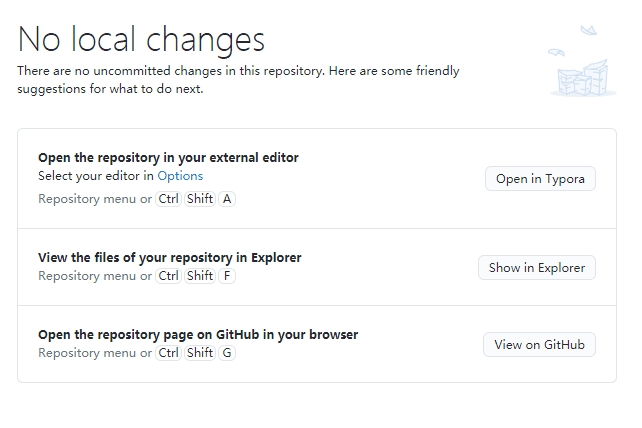 No local changes
There are no uncommitted changes in this repository. Here are some friendly
suggestions for what to do next.
Open the repository in your external editor
Select your editor in Options
Repository menu or Ctrl Shift A
Open in Typora
View the files of your repository in Explorer
Repository menu or Ctrl Shift F
Show in Explorer
Open the repository page on GitHub in your browser
Repository menu or Ctrl Shift G
View on GitHub